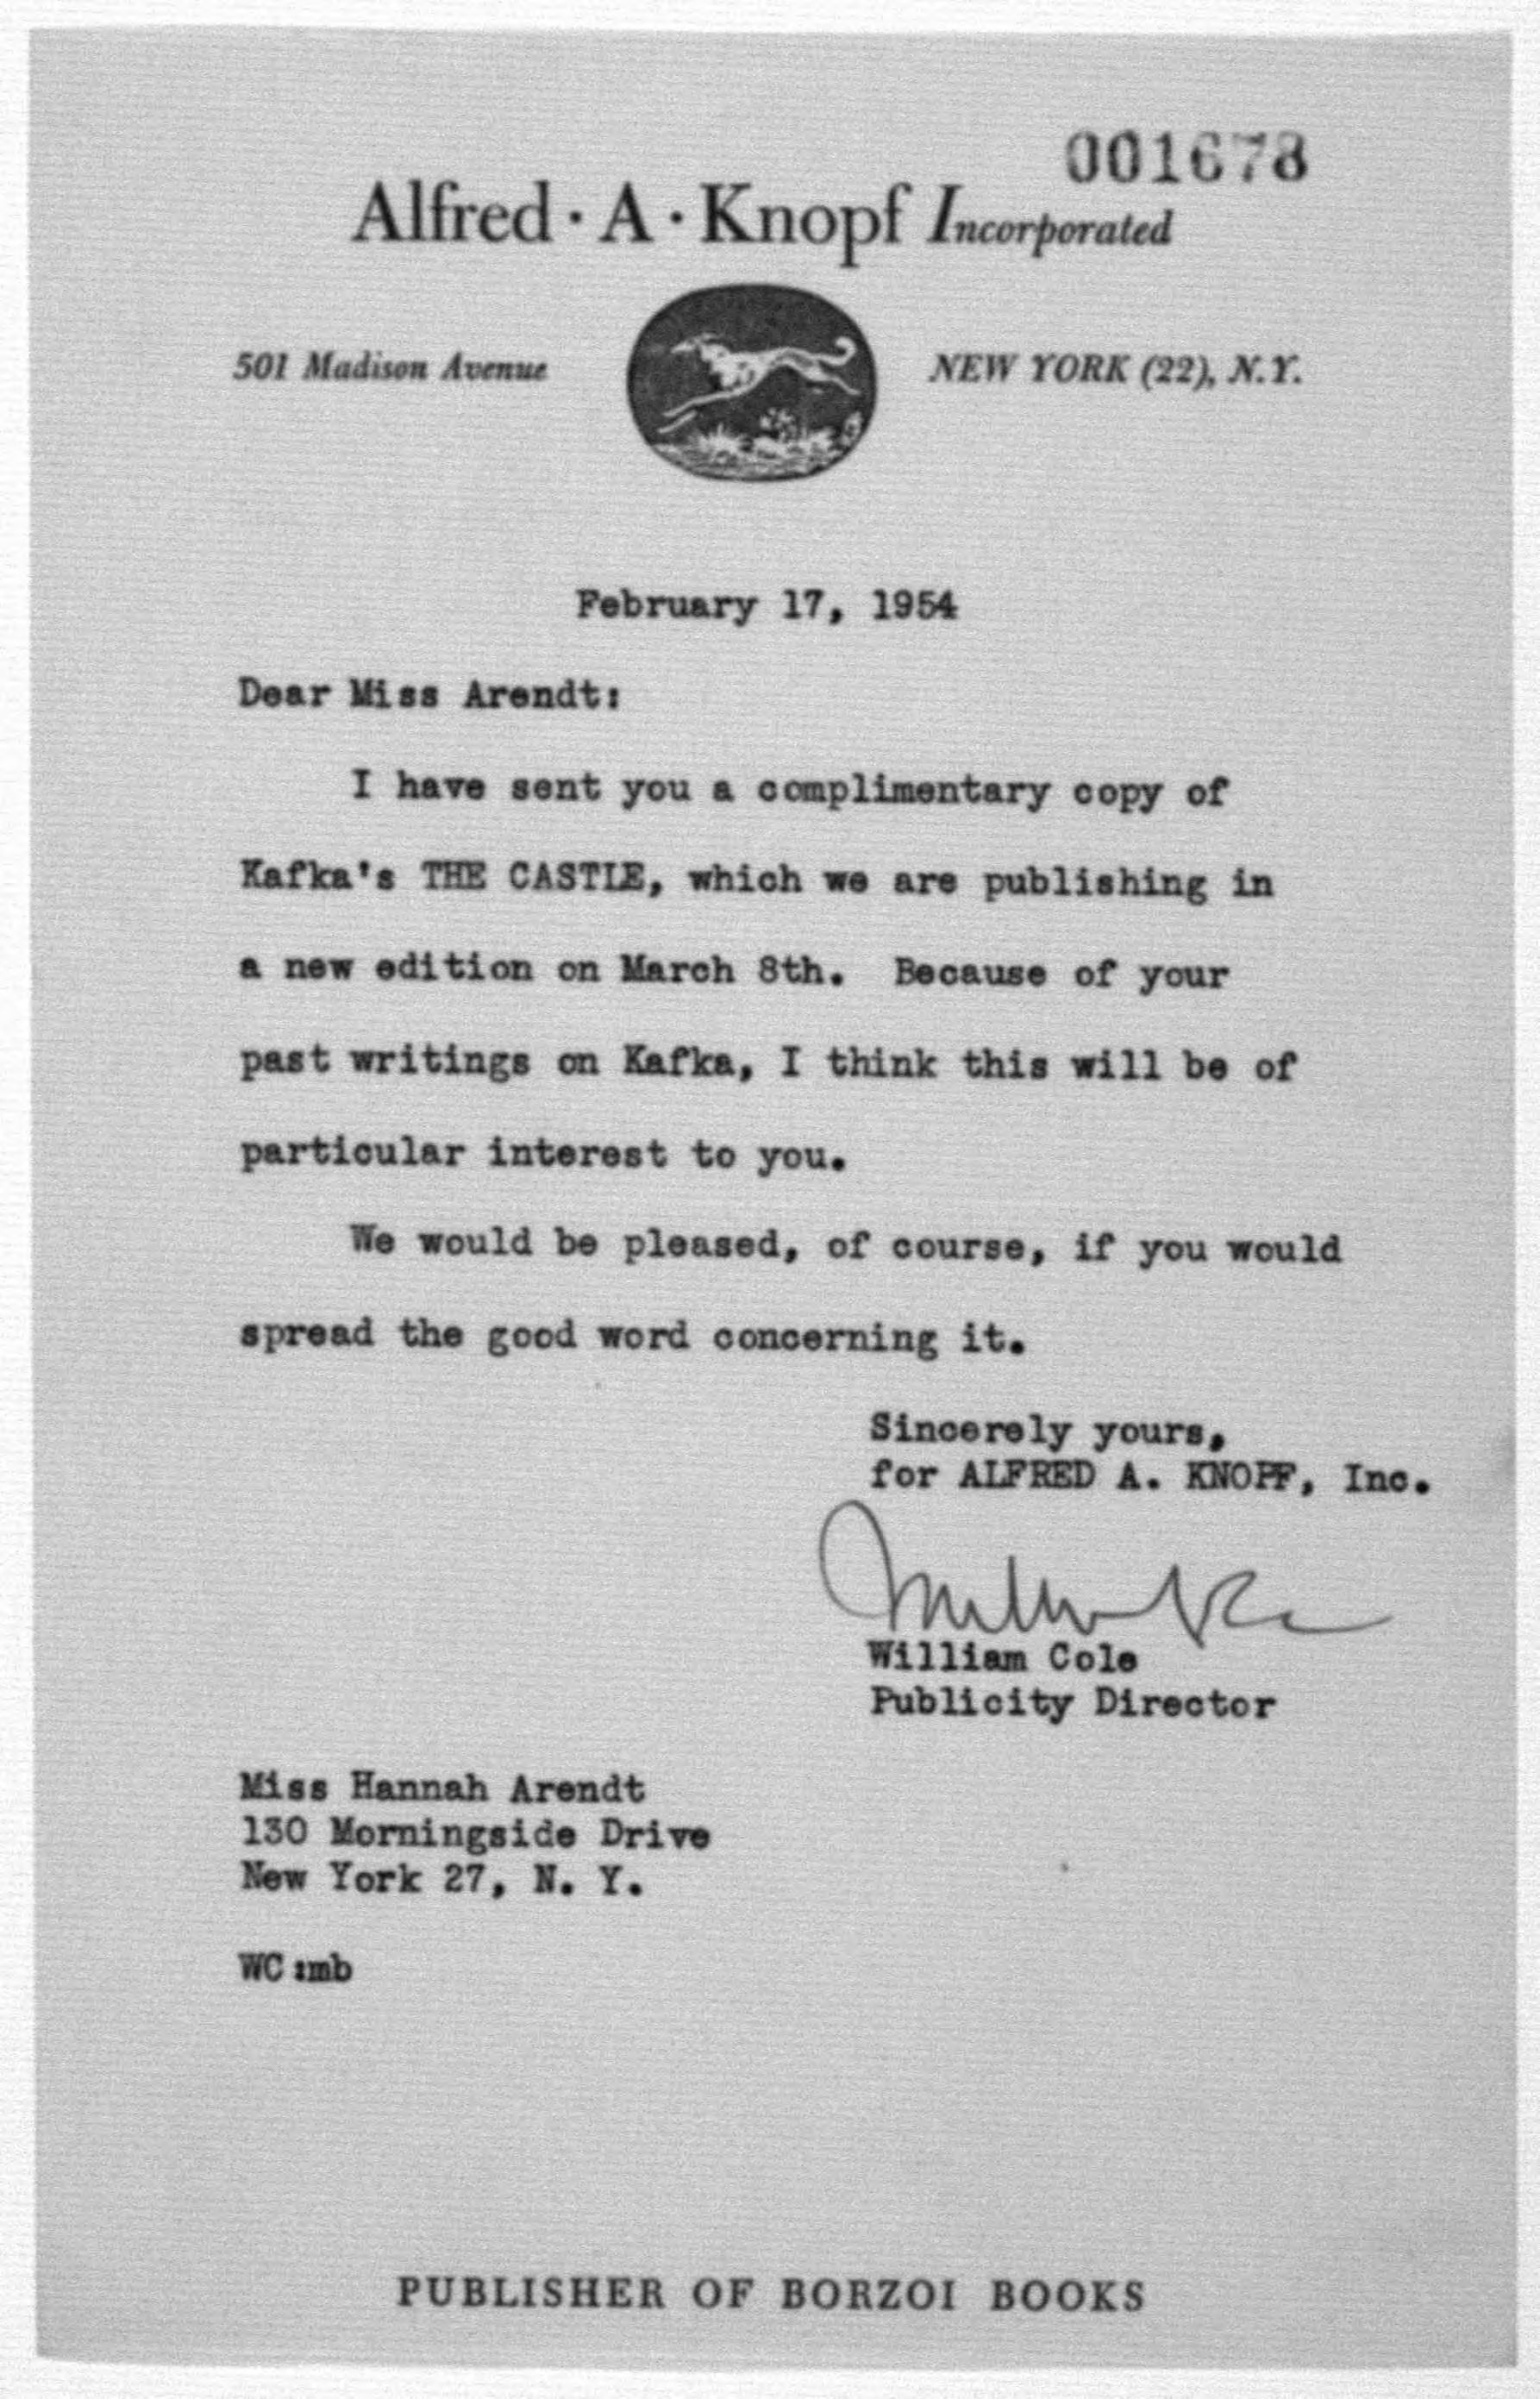 001678
Alfred · A · Knopf Incorporated
501 Madison Avenue
NEW YORK (22), N.Y.
February 17, 1954
Dear Miss Arendt:
I have sent you a complimentary copy of
Kafka's THE CASTLE, which we are publishing in
a new edition on March 8th. Because of your
past writings on Kafka, I think this will be of
particular interest to you.
We would be pleased, of course, if you would
spread the good word concerning it.
Sincerely yours,
for ALFRED A. KNOPF, Inc.
William Cole
Publicity Director
Miss Hannah Arendt
130 Morningside Drive
New York 27, N. Y.
WC:mb
PUBLISHER OF BORZOI BOOKS